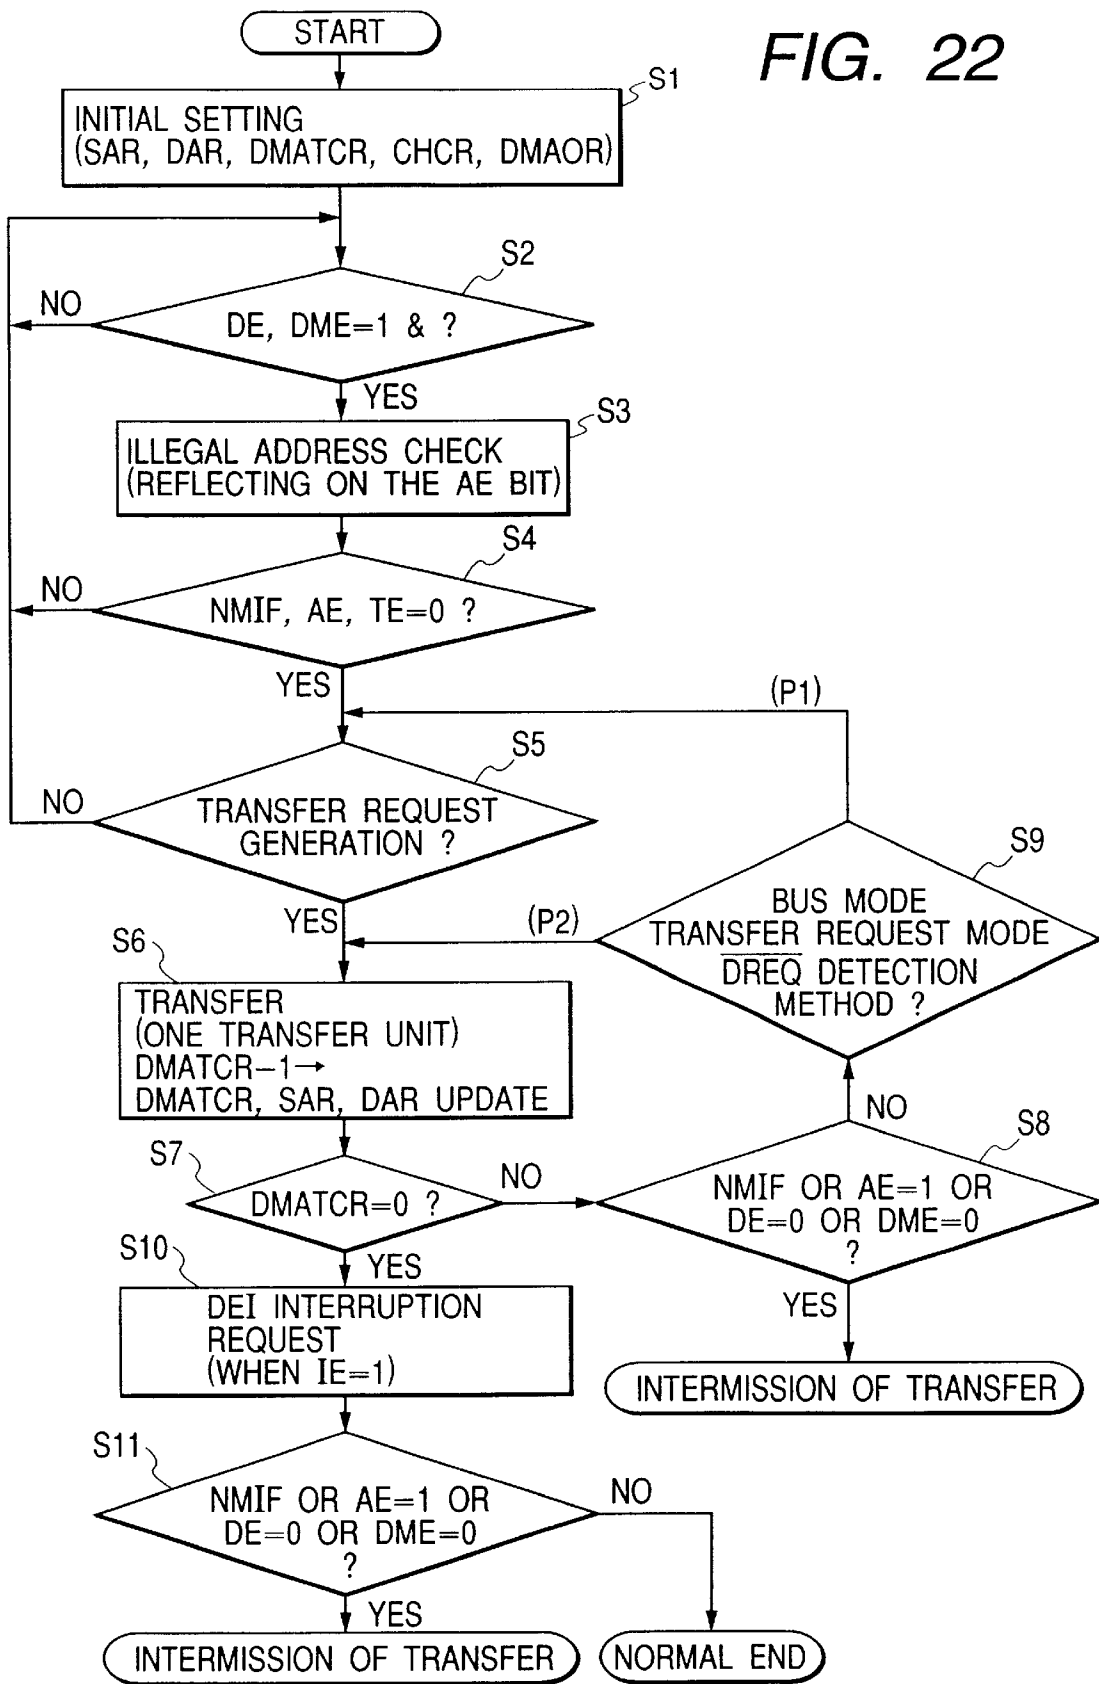 START
FIG. 22
S1
INITIAL SETTING
(SAR, DAR, DMATCR, CHCR, DMAOR)
S2
NO
DE, DME=1 & ?
YES
S3
ILLEGAL ADDRESS CHECK
(REFLECTING ON THE AE BIT)
S4
NO
NMIF, AE, TE=0 ?
YES
(P1)
S5
NO
TRANSFER REQUEST
GENERATION ?
YES
S9
BUS MODE
TRANSFER REQUEST MODE
DREQ DETECTION
METHOD ?
(P2)
S6
TRANSFER
(ONE TRANSFER UNIT)
DMATCR-1→
DMATCR, SAR, DAR UPDATE
NO
S7
DMATCR=0 ?
NO
S8
NMIF OR AE=1 OR
DE=0 OR DME=0
?
YES
S10
YES
DEI INTERRUPTION
REQUEST
(WHEN IE=1)
INTERMISSION OF TRANSFER
S11
NMIF OR AE=1 OR
DE=0 OR DME=0
?
NO
YES
INTERMISSION OF TRANSFER
NORMAL END